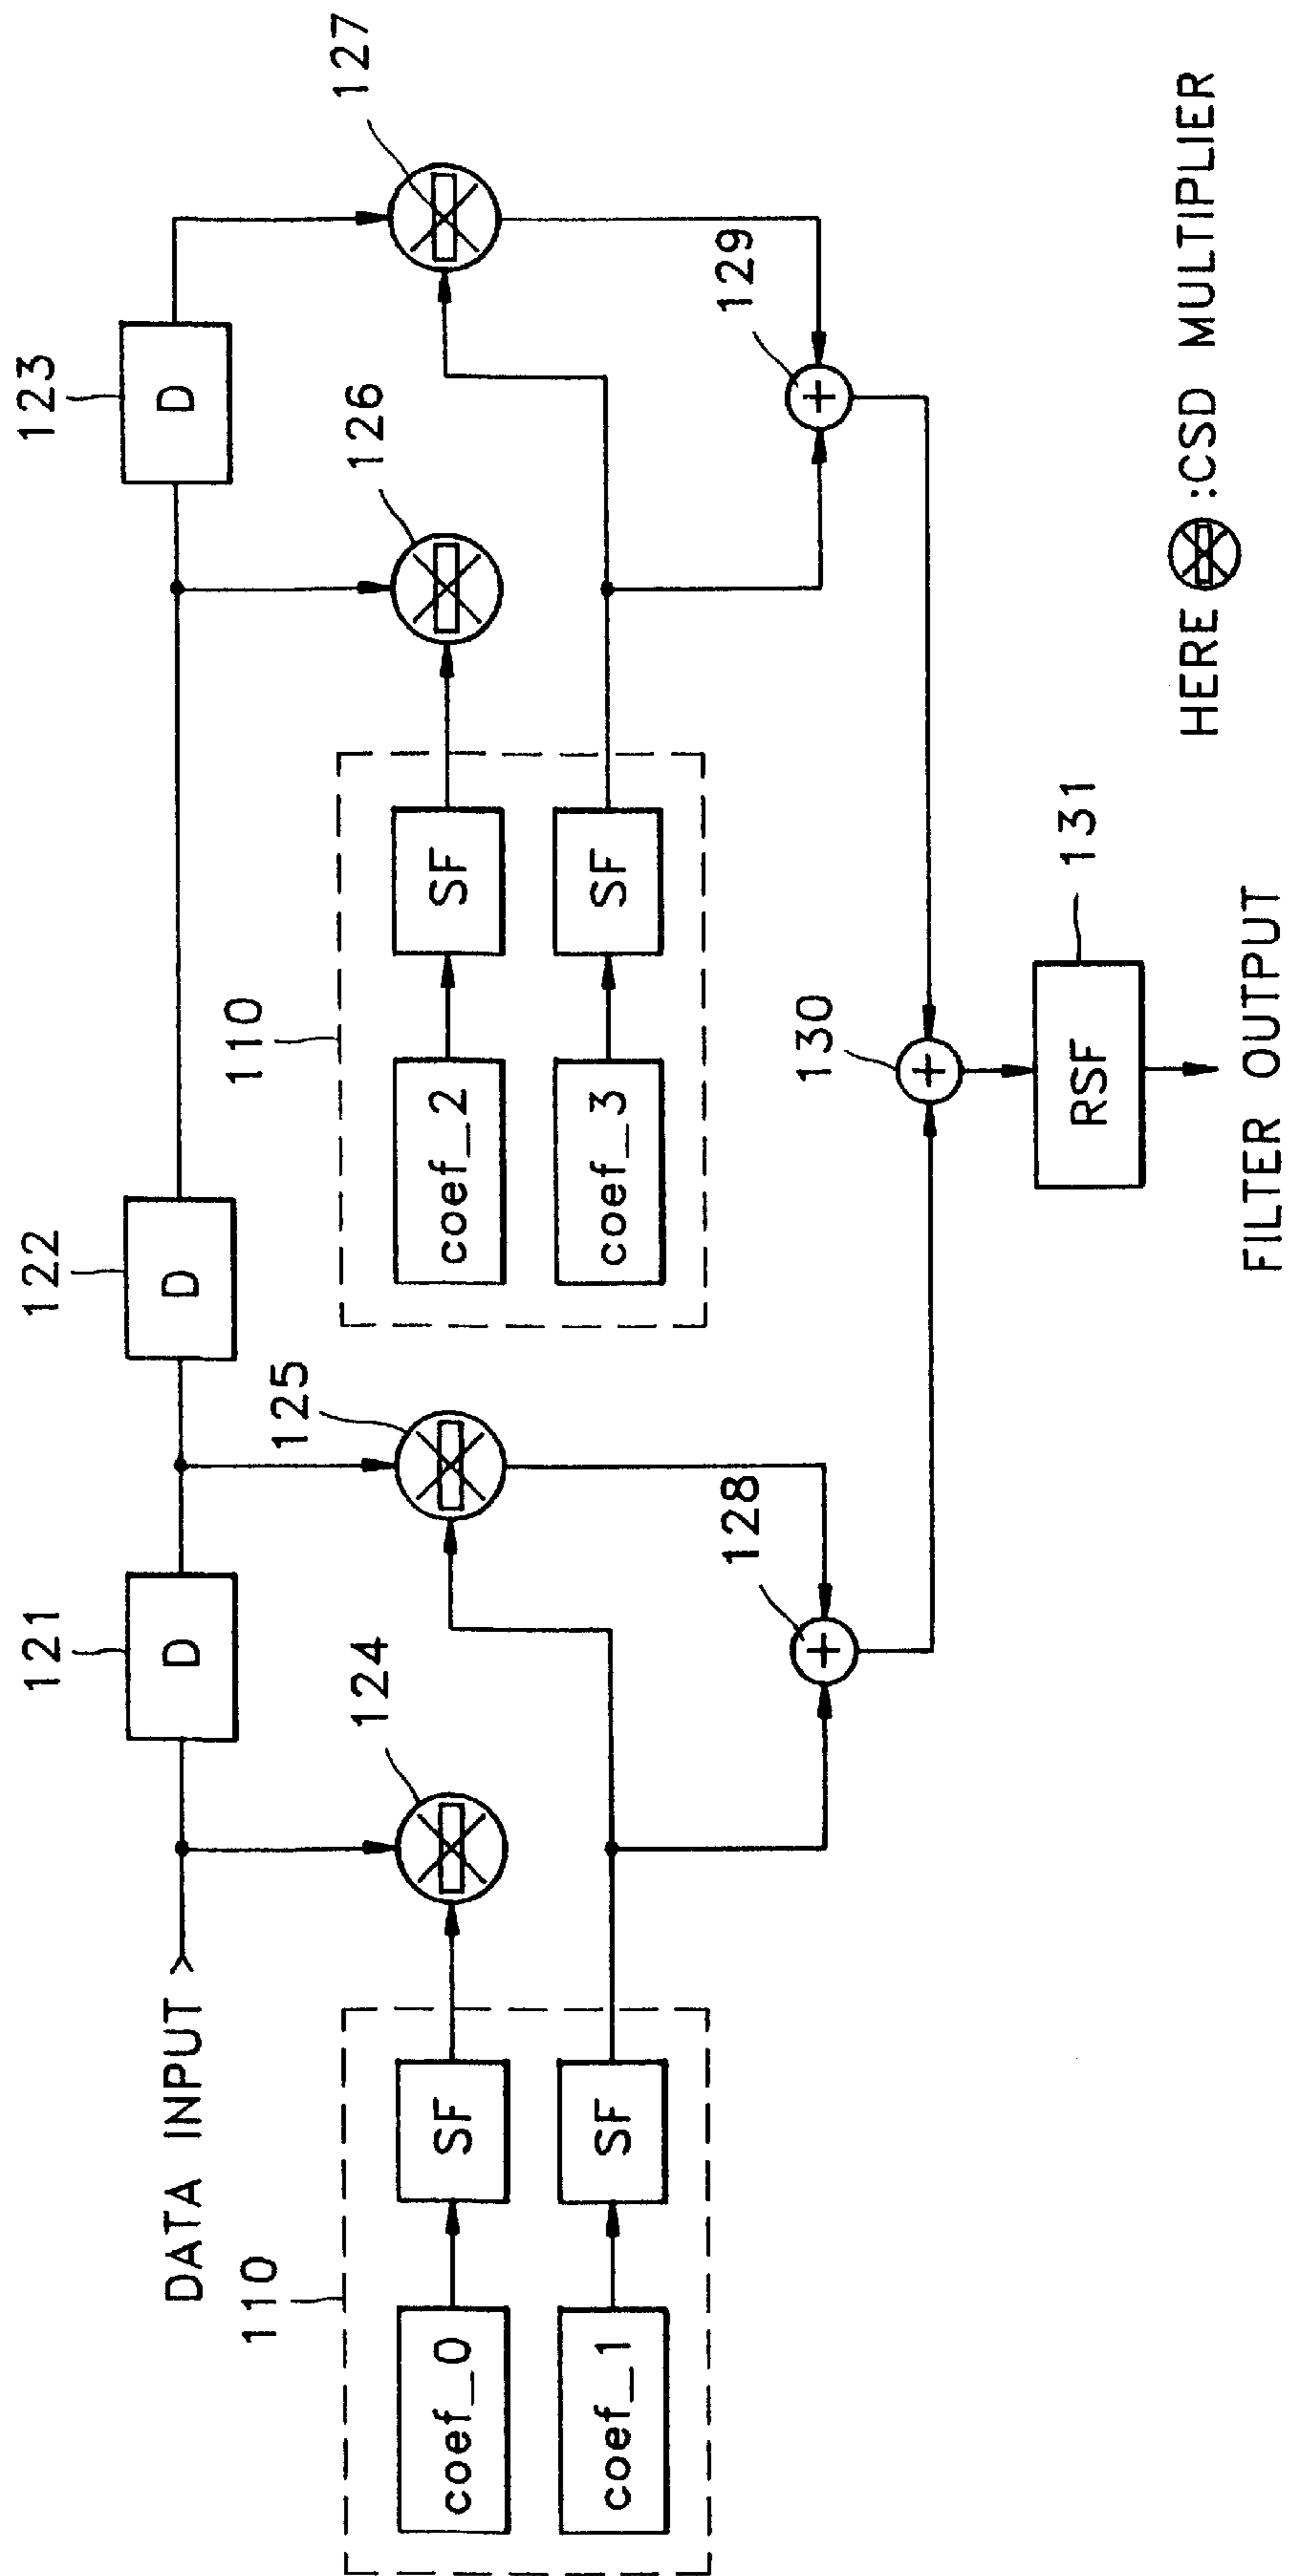 121
122
123
D
D
D
DATA INPUT
124
125
126
127
110
110
coef_0
SF
coef_2
SF
coef_1
SF
coef_3
SF
128
129
130
RSF
131
FILTER OUTPUT
HERE :CSD MULTIPLIER